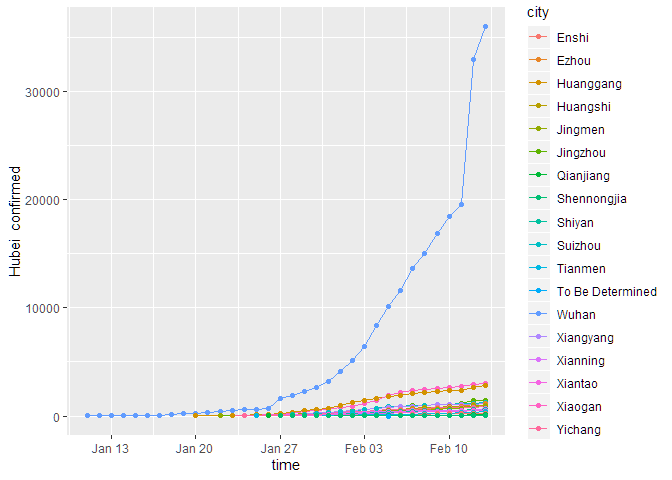 city
Enshi
Ezhou
Huanggang
Huangshi
Jingmen
Jingzhou
Qianjiang
Shennongjia
Shiyan
Suizhou
Tianmen
To Be Determined
Wuhan
Xiangyang
Xianning
Xiantao
Xiaogan
Yichang
Hubei confirmed
30000
20000
10000
0
Jan 13 Jan 20 Jan 27 Feb 03 Feb 10
time